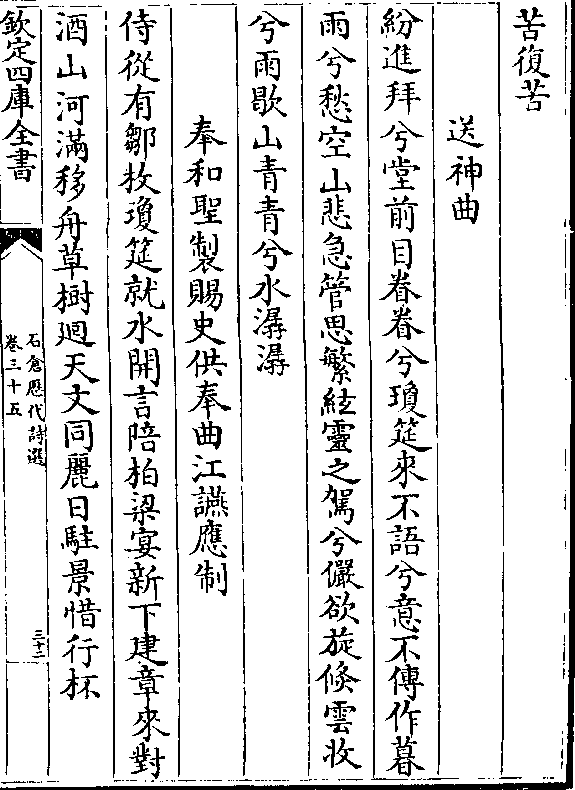 苦復苦
送神曲
紛進拜兮堂前目眷眷兮瓊筵來不語兮意不傳作暮
雨兮愁空山悲急管思繁絃靈之駕兮儼欲旋倐雲收
兮雨歇山青青兮水潺潺
奉和聖製賜史供奉曲江讌應制
侍從有鄒枚瓊筵就水開言陪柏梁宴新下建章來對
酒山河滿移舟草樹迴天文同麗日駐景惜行杯
欽定四庫全書
石倉歷代詩選
卷三十五
三十二